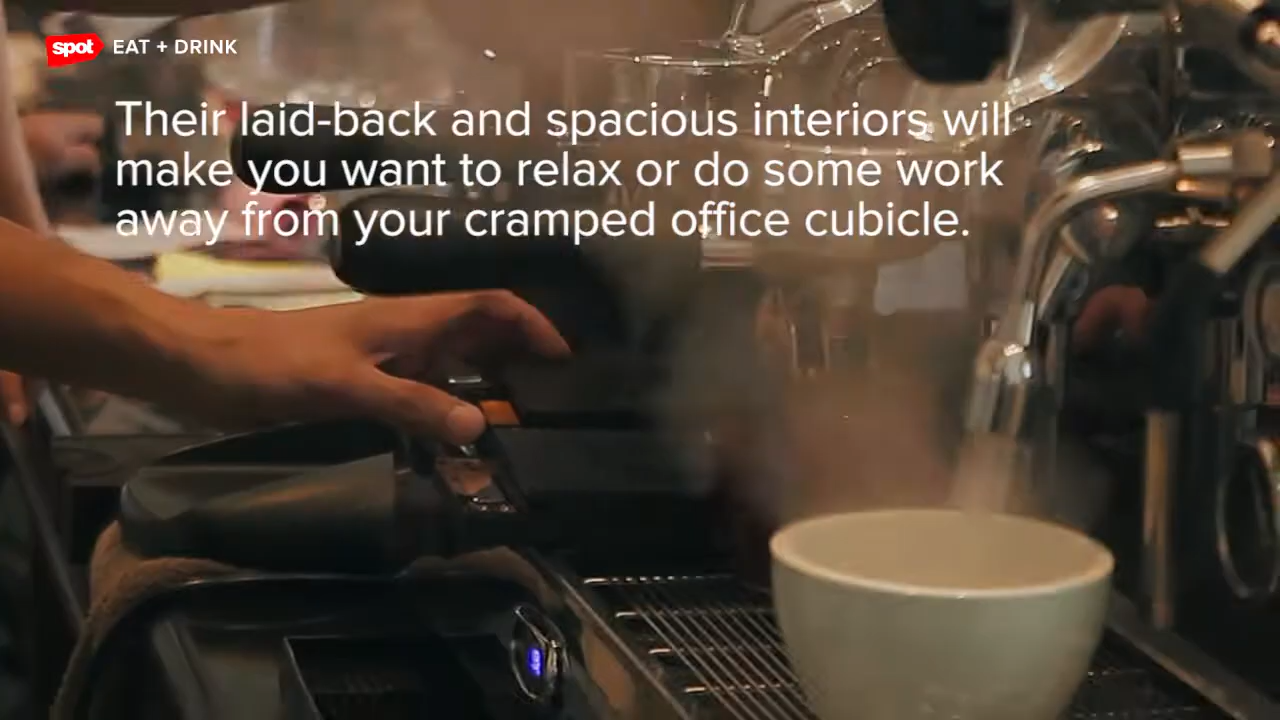 spot EAT + DRINK
Their laid-back and spacious interiors will
make you want to relax or do some work
away from your cramped office cubicle.